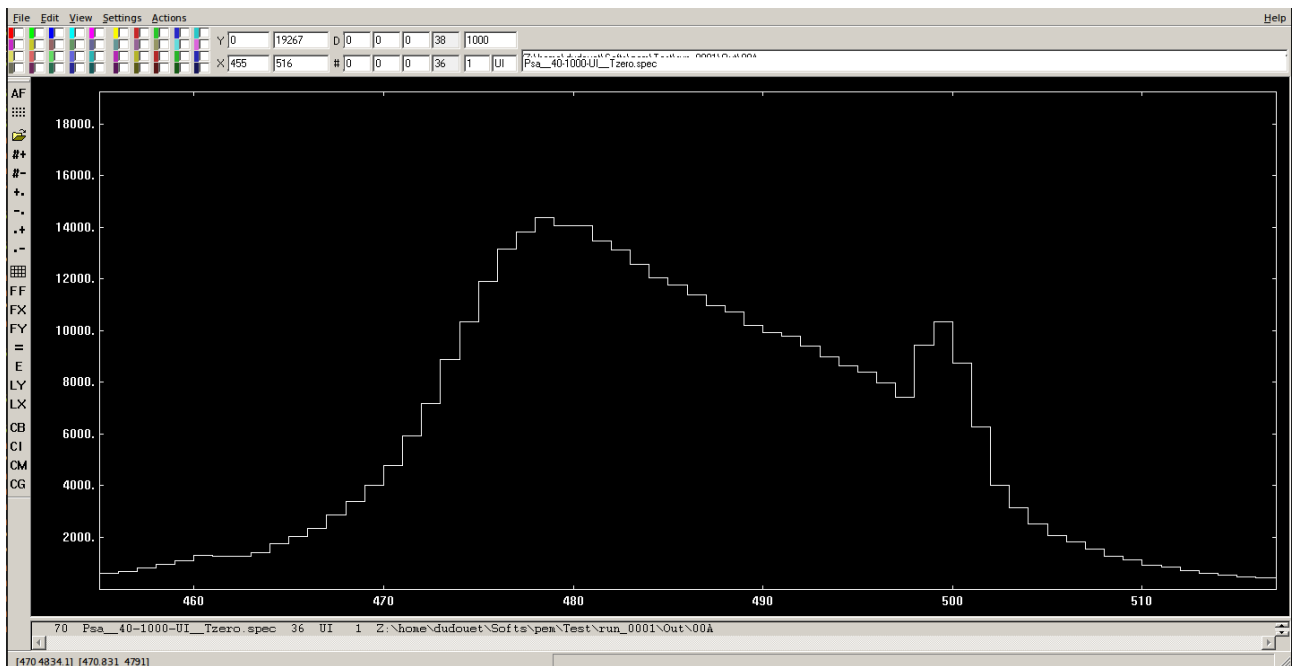 File Edit View Settings Actions Help
Y 0 19267 D 0 0 0 38 1000
X 455 516 # 0 0 0 36 1 UI Psa__40-1000-UI__Tzero.spec
AF
#+
#-
+.
-.
.+
.-
FF
FX
FY
=
E
LY
LX
CB
CI
CM
CG
18000.
16000.
14000.
12000.
10000.
8000.
6000.
4000.
2000.
460 470 480 490 500 510
70 Psa__40-1000-UI__Tzero.spec 36 UI 1 Z:\home\dudouet\Softs\pem\Test\run_0001\Out\00A
[470 4834.1] [470.831 4791]